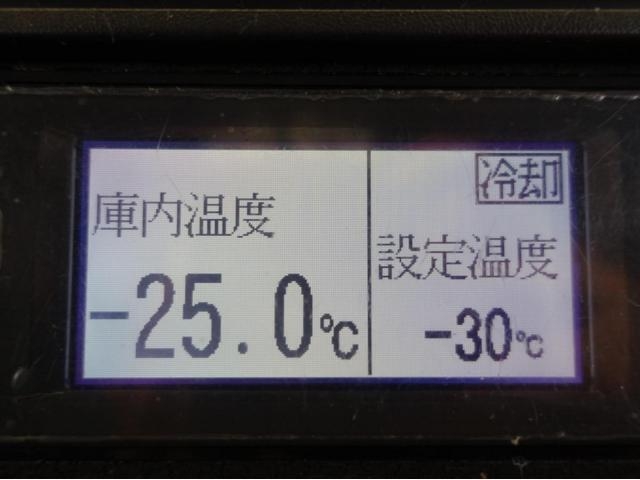 庫内温度
-25.0℃
冷却
設定温度
-30℃